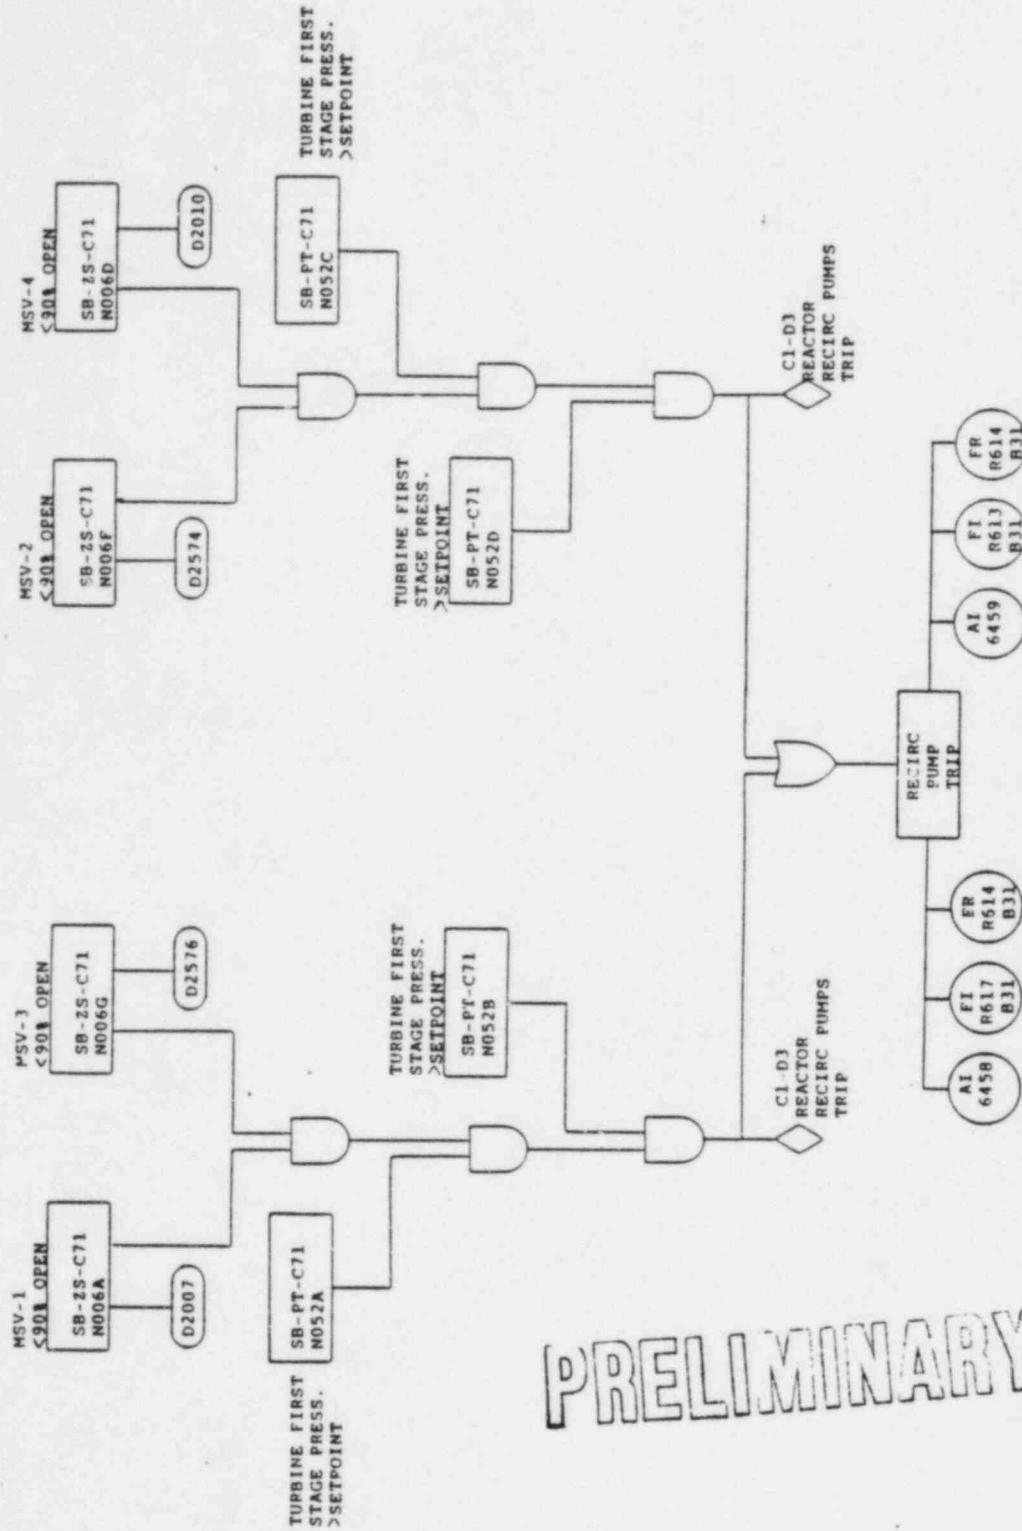 MSV-1
<90% OPEN
SB-ZS-C71
N006A
D2007
MSV-3
<90% OPEN
SB-ZS-C71
N006G
D2576
MSV-2
<90% OPEN
SB-ZS-C71
N006F
D2574
MSV-4
<90% OPEN
SB-ZS-C71
N006D
D2010
TURBINE FIRST
STAGE PRESS.
>SETPOINT
SB-PT-C71
N052A
TURBINE FIRST
STAGE PRESS.
>SETPOINT
SB-PT-C71
N052B
TURBINE FIRST
STAGE PRESS.
>SETPOINT
SB-PT-C71
N052D
TURBINE FIRST
STAGE PRESS.
>SETPOINT
SB-PT-C71
N052C
C1-D3
REACTOR
RECIRC PUMPS
TRIP
C1-D3
REACTOR
RECIRC PUMPS
TRIP
RECIRC
PUMP
TRIP
AI
6458
FI
R617
B31
FR
R614
B31
AI
6459
FI
R613
B31
FR
R614
B31
PRELIMINARY